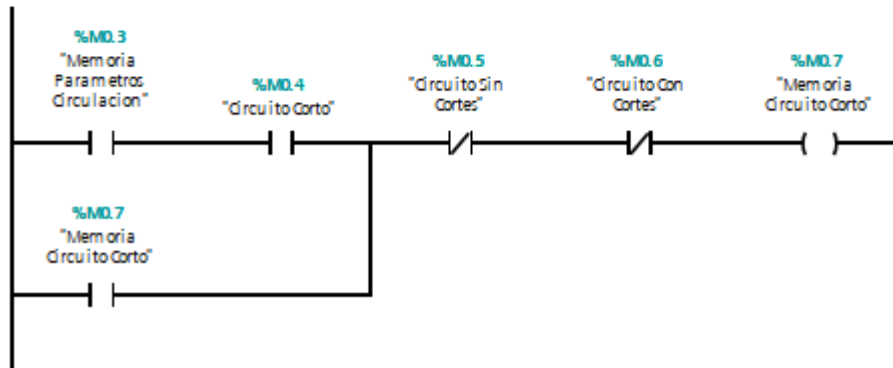 %M0.3
"Memoria
Parametros
Circulacion"
%M0.4
"Circuito Corto"
%M0.5
"Circuito Sin
Cortes"
%M0.6
"Circuito Con
Cortes"
%M0.7
"Memoria
Circuito Corto"
%M0.7
"Memoria
Circuito Corto"